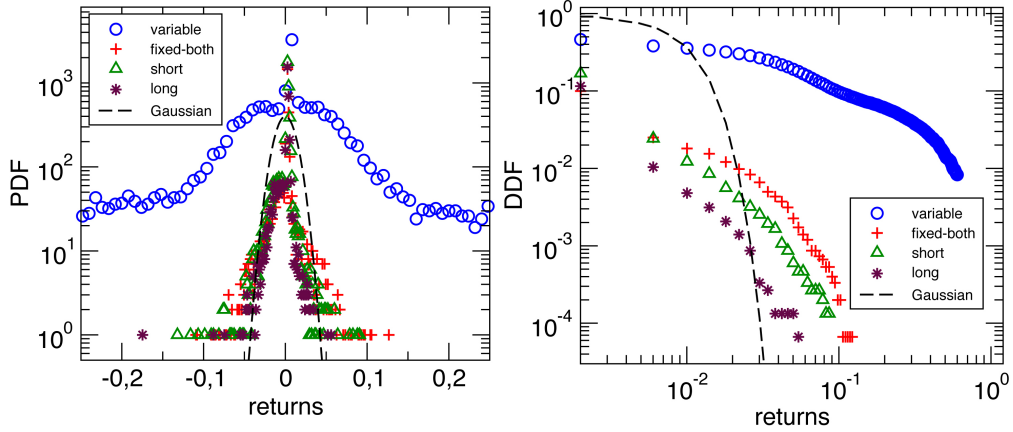 variable
fixed-both
short
long
Gaussian
10^3
10^2
10^1
10^0
PDF
-0,2
-0,1
0
0,1
0,2
returns
10^0
10^-1
10^-2
10^-3
10^-4
DDF
variable
fixed-both
short
long
Gaussian
10^-2
10^-1
10^0
returns